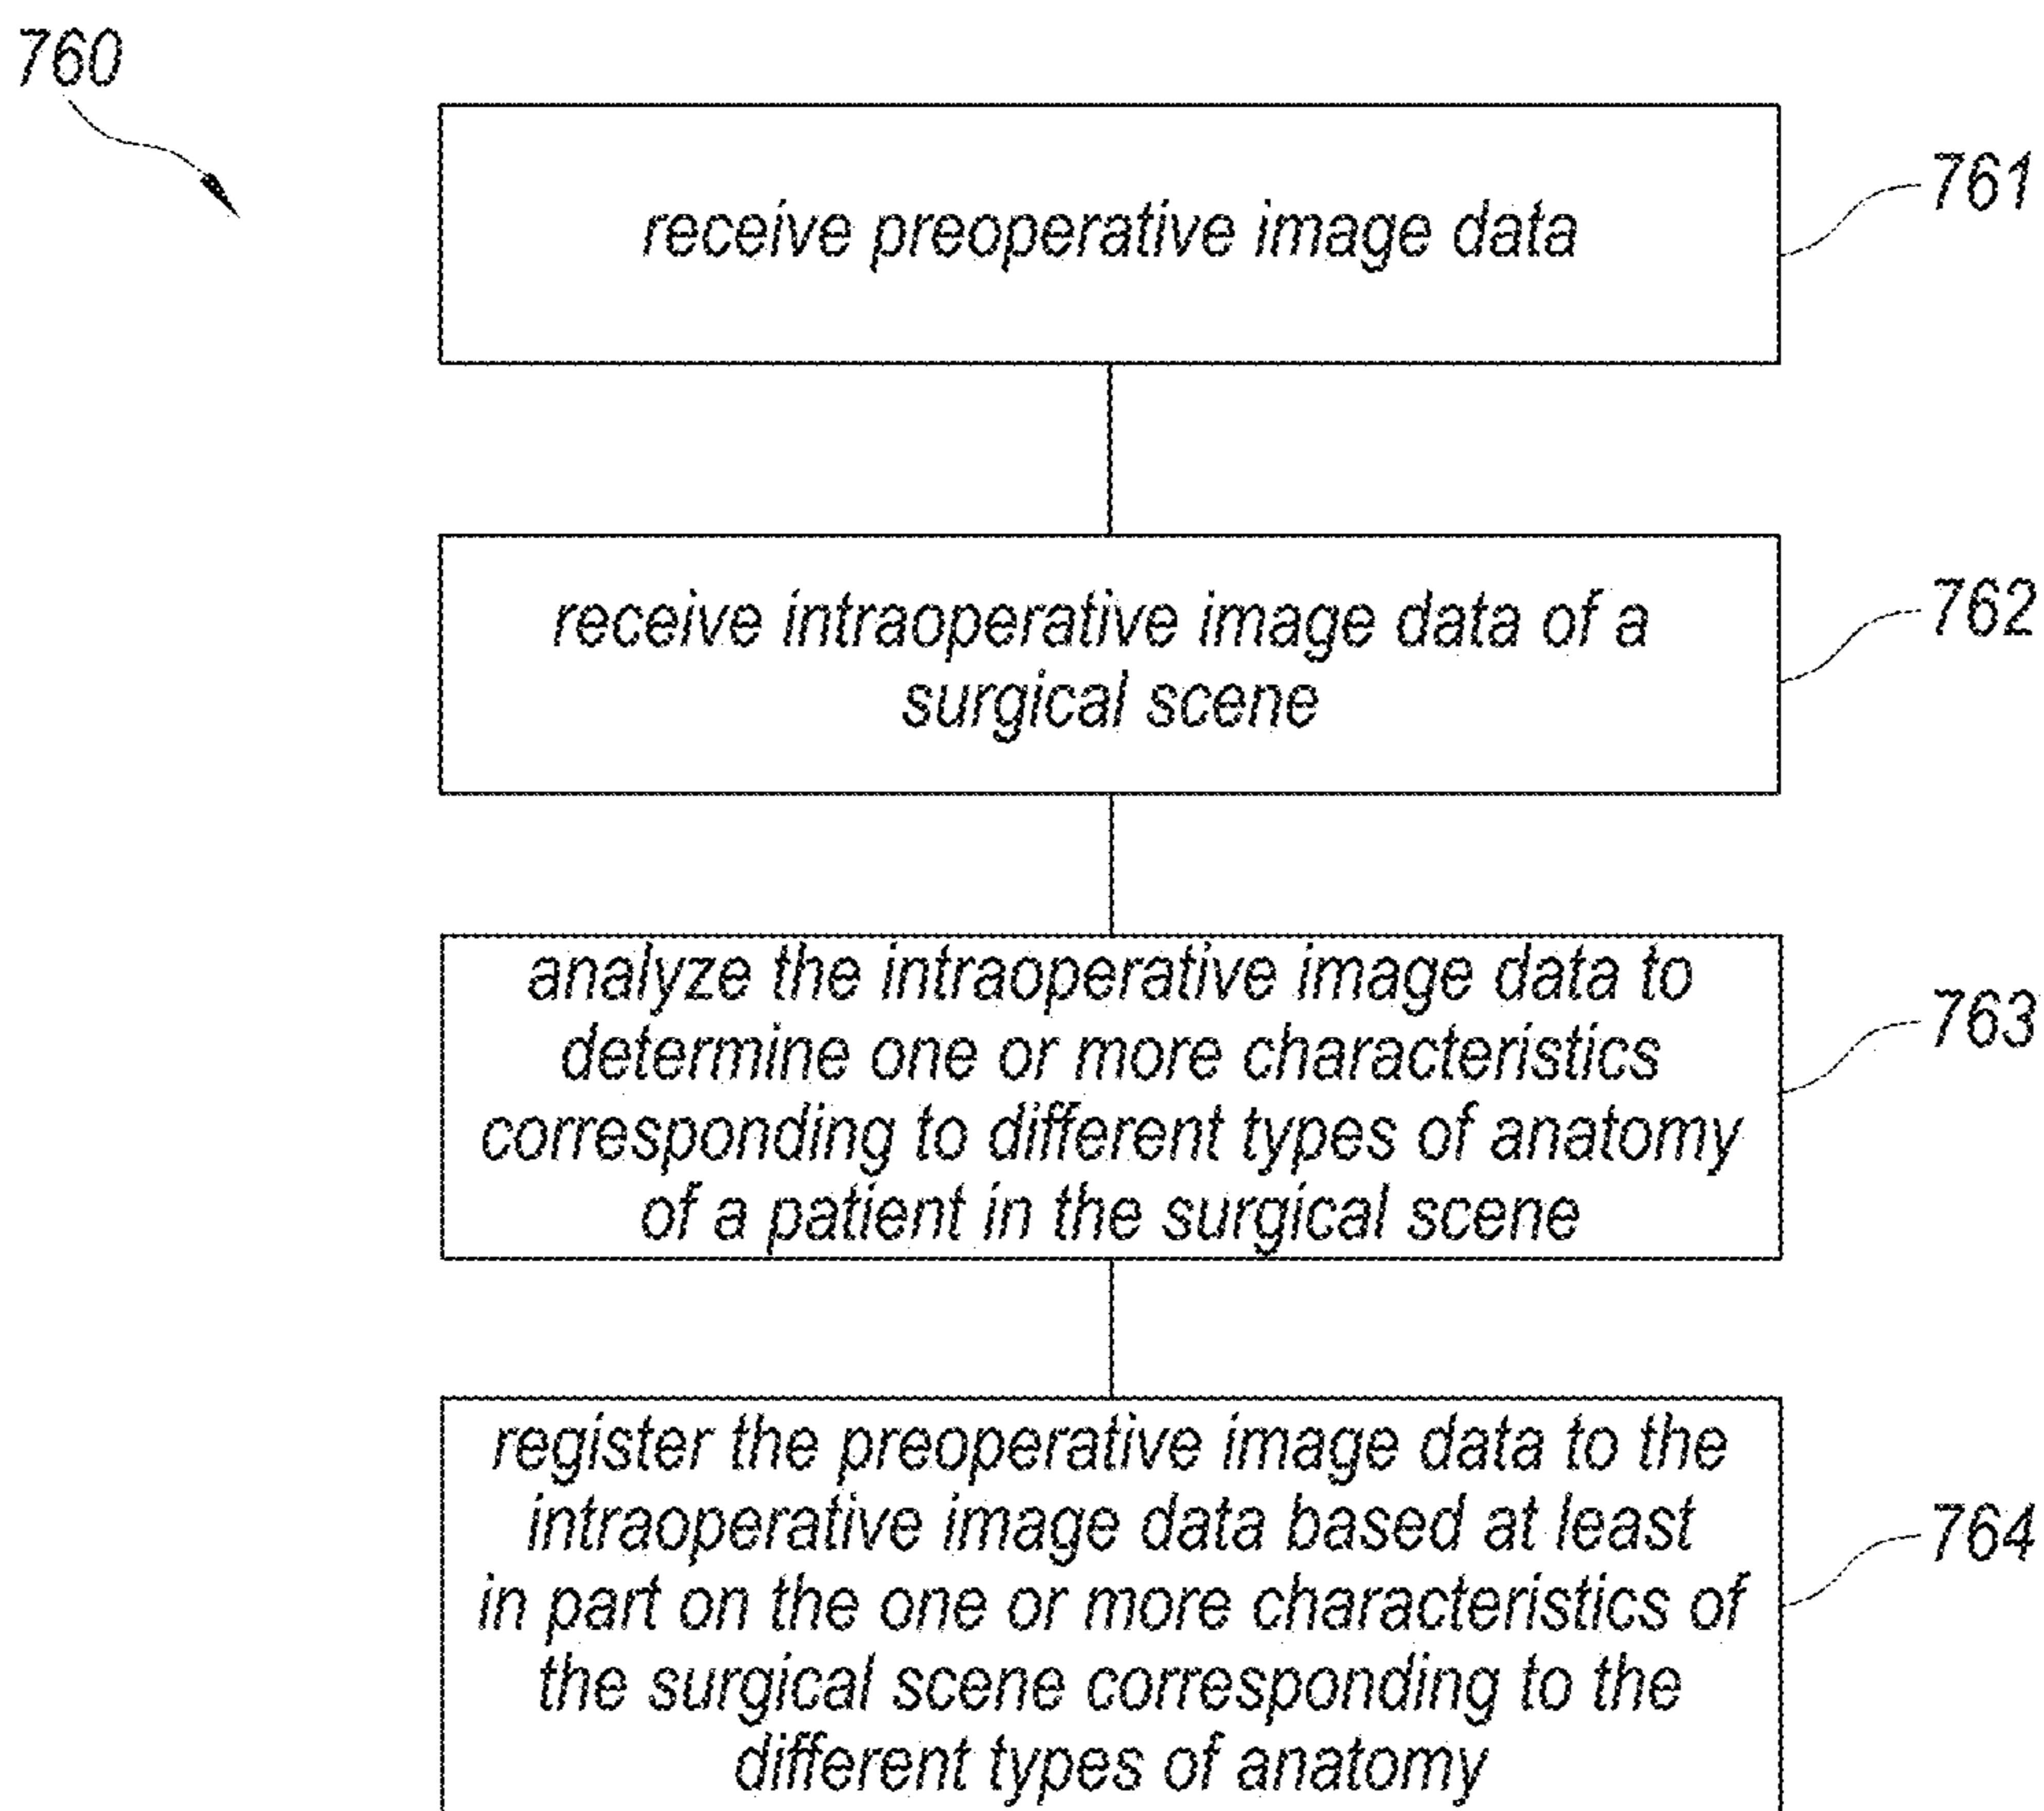 760
receive preoperative image data
761
receive intraoperative image data of a
surgical scene
762
analyze the intraoperative image data to
determine one or more characteristics
corresponding to different types of anatomy
of a patient in the surgical scene
763
register the preoperative image data to the
intraoperative image data based at least
in part on the one or more characteristics of
the surgical scene corresponding to the
different types of anatomy
764